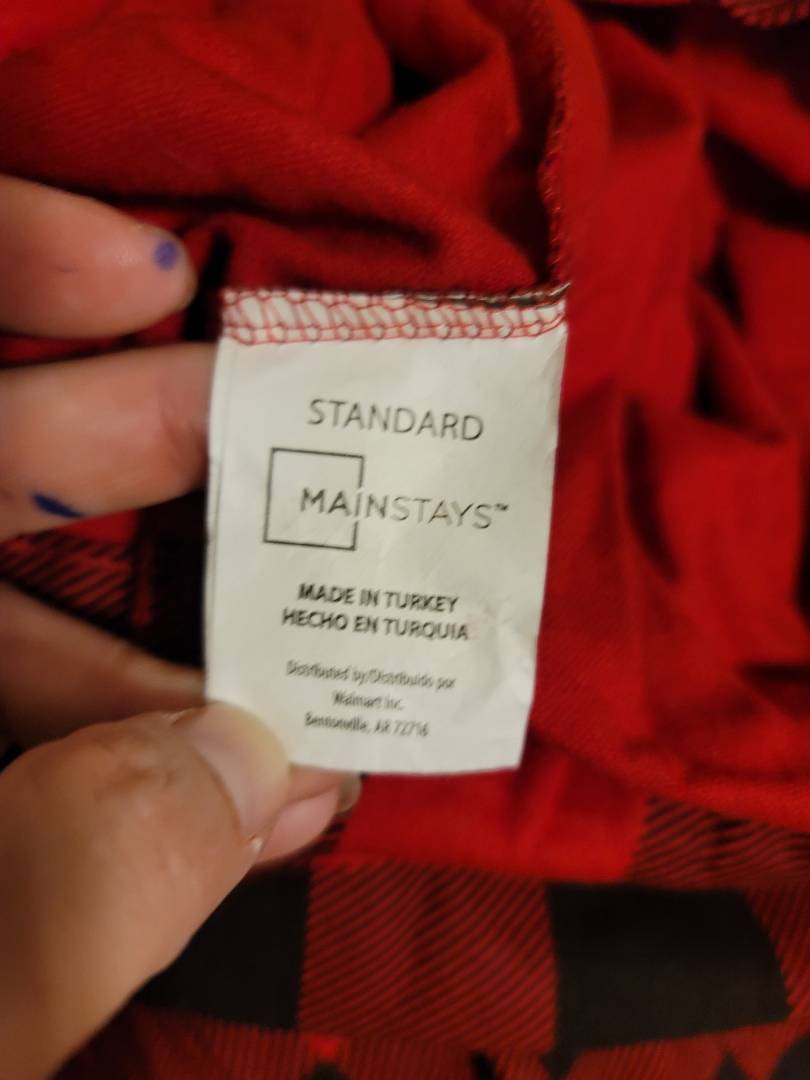 STANDARD
MAINSTAYS™
MADE IN TURKEY
HECHO EN TURQUIA
Distributed by/Distribuido por
Walmart Inc.
Bentonville, AR 72716